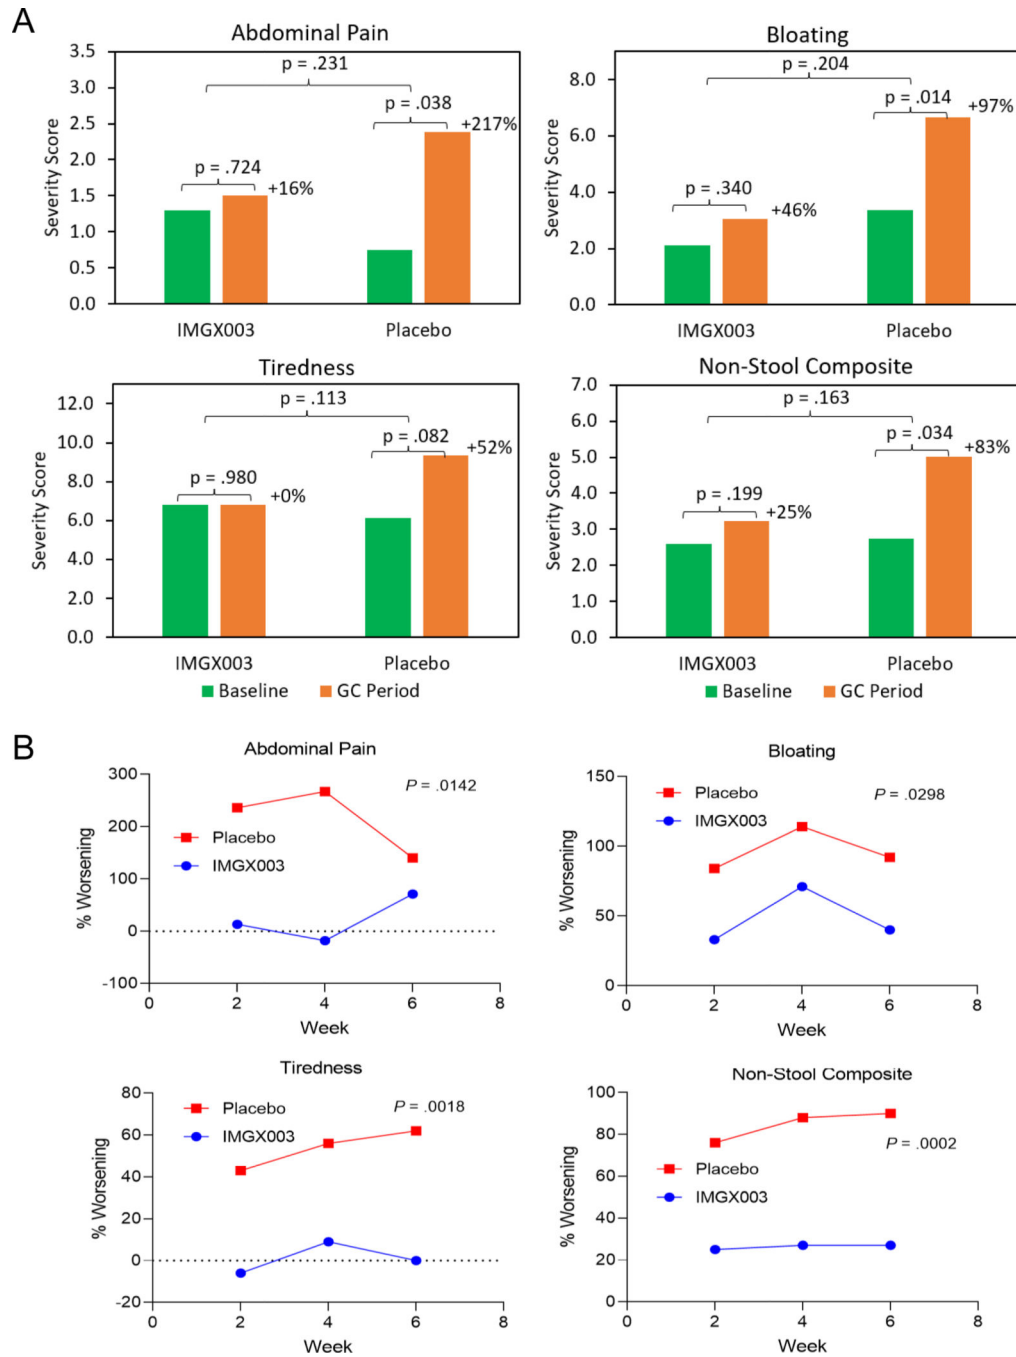 A
Abdominal Pain
3.5
3.0
2.5
2.0
1.5
1.0
0.5
0.0
Severity Score
p = .231
p = .038
+217%
p = .724
+16%
IMGX003
Placebo
Bloating
8.0
6.0
4.0
2.0
0.0
Severity Score
p = .204
p = .014
+97%
p = .340
+46%
IMGX003
Placebo
Tiredness
12.0
10.0
8.0
6.0
4.0
2.0
0.0
Severity Score
p = .113
p = .082
+52%
p = .980
+0%
IMGX003
Placebo
Baseline
GC Period
Non-Stool Composite
7.0
6.0
5.0
4.0
3.0
2.0
1.0
0.0
Severity Score
p = .163
p = .034
+83%
p = .199
+25%
IMGX003
Placebo
Baseline
GC Period
B
Abdominal Pain
300
200
100
0
-100
% Worsening
P = .0142
Placebo
IMGX003
0
2
4
6
8
Week
Bloating
150
100
50
0
% Worsening
Placebo
IMGX003
P = .0298
0
2
4
6
8
Week
Tiredness
80
60
40
20
0
-20
% Worsening
Placebo
IMGX003
P = .0018
0
2
4
6
8
Week
Non-Stool Composite
100
80
60
40
20
0
% Worsening
P = .0002
Placebo
IMGX003
0
2
4
6
8
Week